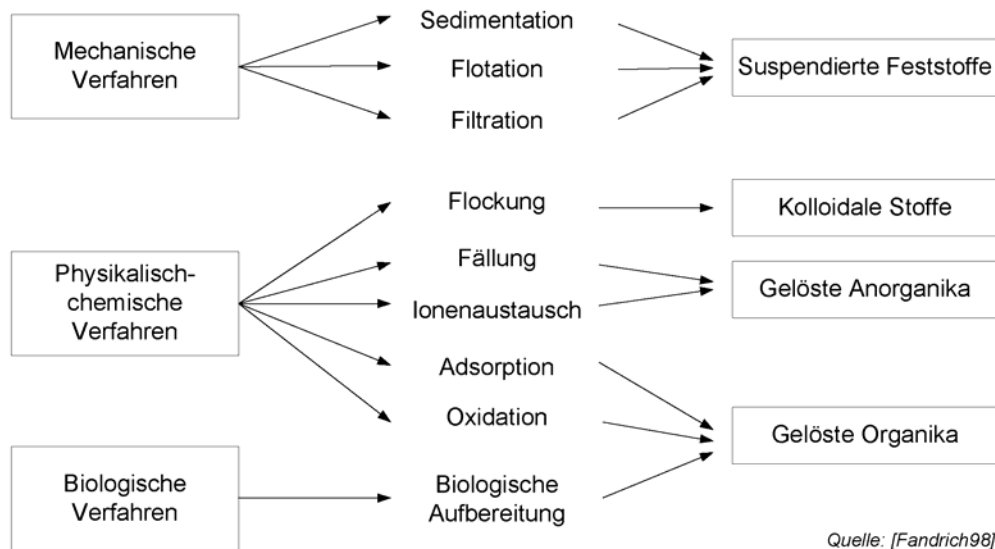 Mechanische
Verfahren
Sedimentation
Flotation
Filtration
Suspendierte Feststoffe
Physikalisch-
chemische
Verfahren
Flockung
Fällung
Ionenaustausch
Adsorption
Oxidation
Kolloidale Stoffe
Gelöste Anorganika
Gelöste Organika
Biologische
Verfahren
Biologische
Aufbereitung
Quelle: [Fandrich98]